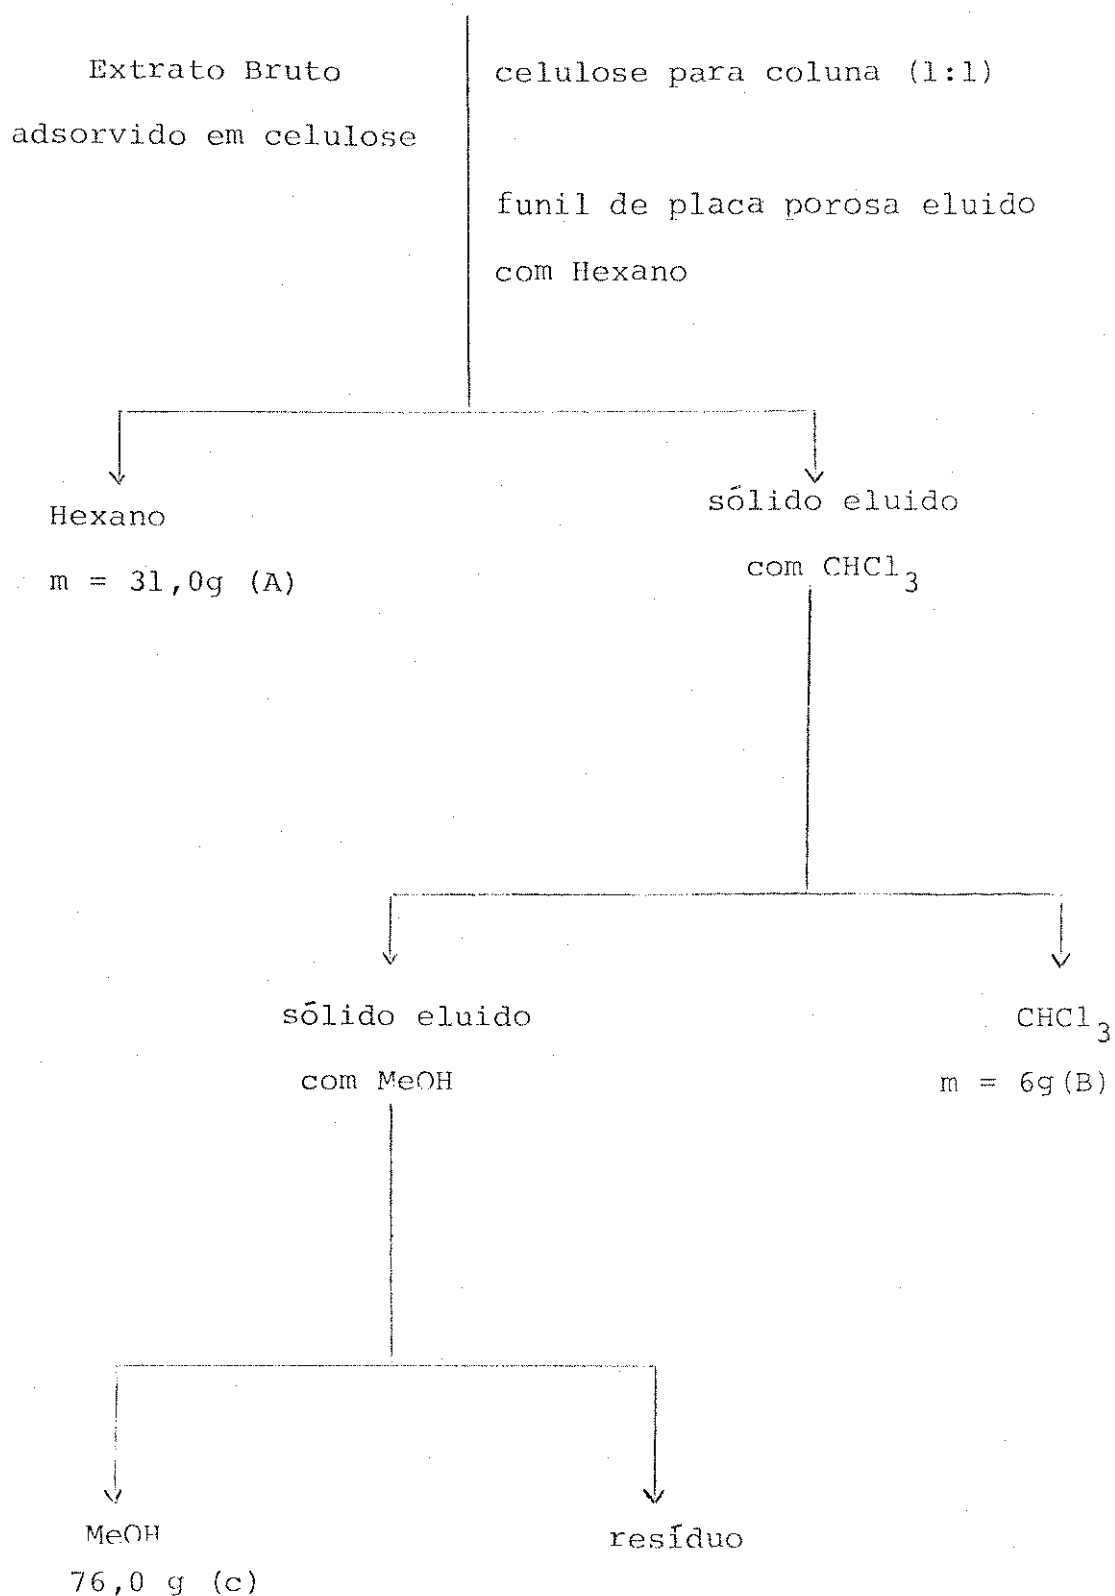 Extrato Bruto
adsorvido em celulose
celulose para coluna (1:1)
funil de placa porosa eluido
com Hexano
Hexano
m = 31,0g (A)
sólido eluido
com CHCl3
sólido eluido
com MeOH
CHCl3
m = 6g(B)
MeOH
76,0 g (c)
resíduo